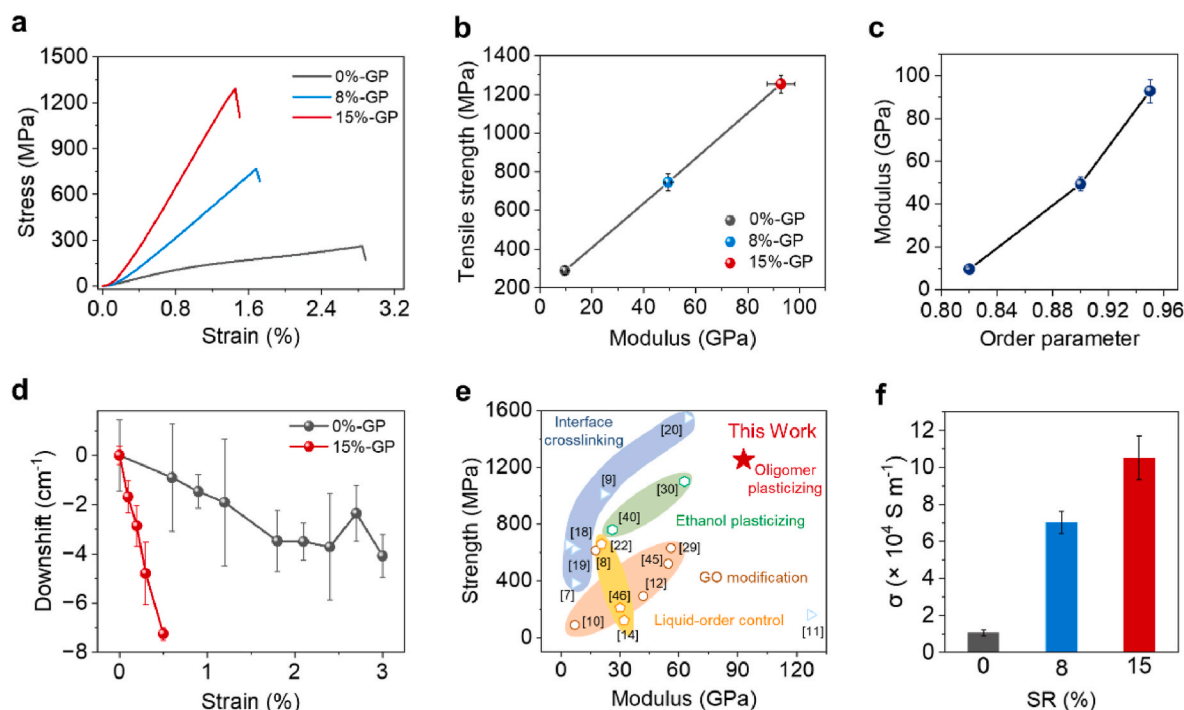 a
1500
1200
900
600
300
0
Stress (MPa)
0%-GP
8%-GP
15%-GP
0.0 0.8 1.6 2.4 3.2
Strain (%)
b
1400
1200
1000
800
600
400
200
Tensile strength (MPa)
0%-GP
8%-GP
15%-GP
0 20 40 60 80 100
Modulus (GPa)
c
100
80
60
40
20
0
Modulus (GPa)
0.80 0.84 0.88 0.92 0.96
Order parameter
d
0
−2
−4
−6
−8
Downshift (cm⁻¹)
0%-GP
15%-GP
0 1 2 3
Strain (%)
e
1600
1200
800
400
0
Strength (MPa)
Interface
crosslinking
[20]
This Work
Oligomer
plasticizing
[9]
[30]
[40]
Ethanol plasticizing
[18]
[22]
[29]
[19]
[8]
[45]
GO modification
[7]
[12]
[46]
[10]
Liquid-order control
[14]
[11]
0 30 60 90 120
Modulus (GPa)
f
12
10
8
6
4
2
0
σ (× 10⁴ S m⁻¹)
0 8 15
SR (%)